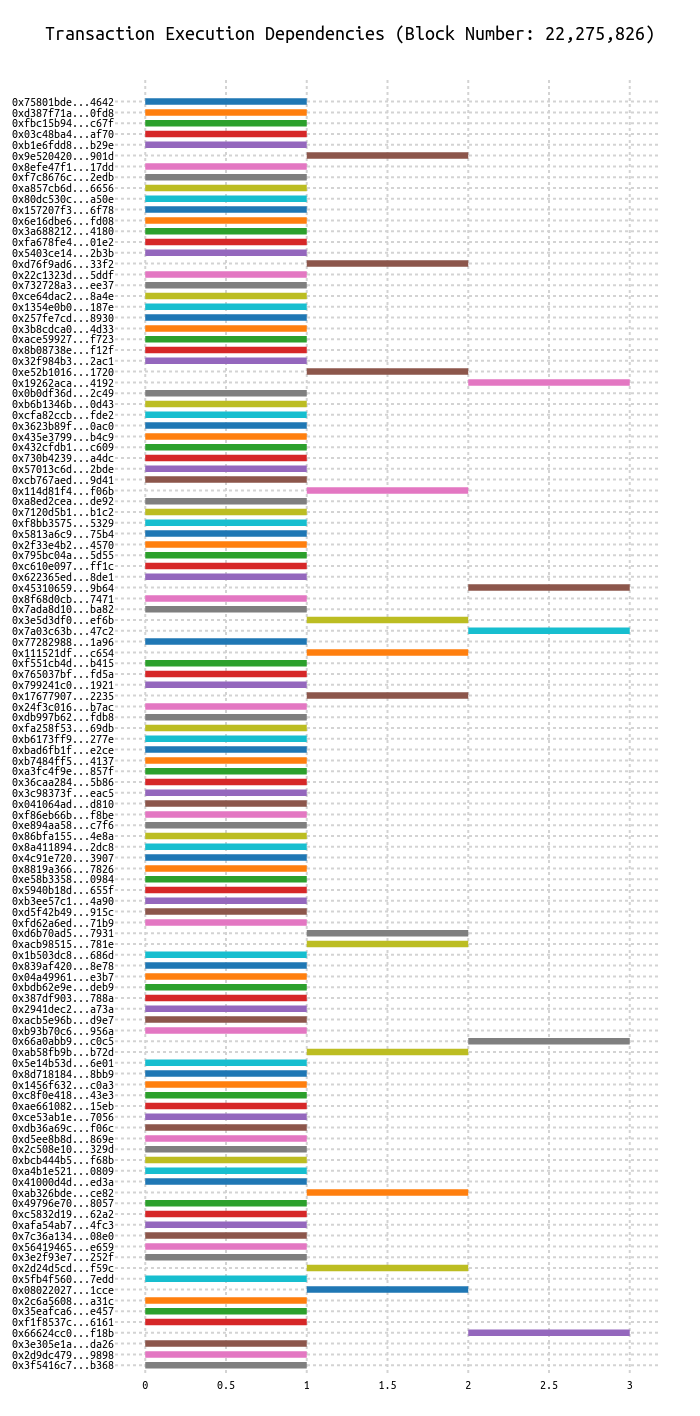 Transaction Execution Dependencies (Block Number: 22,275,826)
0x75801bde...4642
0xd387f71a...0fd8
0xfbc15b94...c67f
0x03c48ba4...af70
0xb1e6fdd8...b29e
0x9e520420...901d
0x8efe47f1...17dd
0xf7c8676c...2edb
0xa857cb6d...6656
0x80dc530c...a50e
0x157207f3...6f78
0x6e16dbe6...fd08
0x3a688212...4180
0xfa678fe4...01e2
0x5403ce14...2b3b
0xd76f9ad6...33f2
0x22c1323d...5ddf
0x732728a3...ee37
0xce64dac2...8a4e
0x1354e0b0...187e
0x257fe7cd...8930
0x3b8cdca0...4d33
0xace59927...f723
0x8b08738e...f12f
0x32f984b3...2ac1
0xe52b1016...1720
0x19262aca...4192
0x0b0df36d...2c49
0xb6b1346b...0d43
0xcfa82ccb...fde2
0x3623b89f...0ac0
0x435e3799...b4c9
0x432cfdb1...c609
0x730b4239...a4dc
0x57013c6d...2bde
0xcb767aed...9d41
0x114d81f4...f06b
0xa8ed2cea...de92
0x7120d5b1...b1c2
0xf8bb3575...5329
0x5813a6c9...75b4
0x2f33e4b2...4570
0x795bc04a...5d55
0xc610e097...ff1c
0x622365ed...8de1
0x45310659...9b64
0x8f68d0cb...7471
0x7ada8d10...ba82
0x3e5d3df0...ef6b
0x7a03c63b...47c2
0x77282988...1a96
0x111521df...c654
0xf551cb4d...b415
0x765037bf...fd5a
0x799241c0...1921
0x17677907...2235
0x24f3c016...b7ac
0xdb997b62...fdb8
0xfa258f53...69db
0xb6173ff9...277e
0xbad6fb1f...e2ce
0xb7484ff5...4137
0xa3fc4f9e...857f
0x36caa284...5b86
0x3c98373f...eac5
0x041064ad...d810
0xf86eb66b...f8be
0xe894aa58...c7f6
0x86bfa155...4e8a
0x8a411894...2dc8
0x4c91e720...3907
0x8819a366...7826
0xe58b3358...0984
0x5940b18d...655f
0xb3ee57c1...4a90
0xd5f42b49...915c
0xfd62a6ed...71b9
0xd6b70ad5...7931
0xacb98515...781e
0x1b503dc8...686d
0x839af420...8e78
0x04a49961...e3b7
0xbdb62e9e...deb9
0x387df903...788a
0x2941dec2...a73a
0xacb5e96b...d9e7
0xb93b70c6...956a
0x66a0abb9...c0c5
0xab58fb9b...b72d
0x5e14b53d...6e01
0x8d718184...8bb9
0x1456f632...c0a3
0xc8f0e418...43e3
0xae661082...15eb
0xce53ab1e...7056
0xdb36a69c...f06c
0xd5ee8b8d...869e
0x2c508e10...329d
0xbcb444b5...f68b
0xa4b1e521...0809
0x41000d4d...ed3a
0xab326bde...ce82
0x49796e70...8057
0xc5832d19...62a2
0xafa54ab7...4fc3
0x7c36a134...08e0
0x56419465...e659
0x3e2f93e7...252f
0x2d24d5cd...f59c
0x5fb4f560...7edd
0x08022027...1cce
0x2c6a5608...a31c
0x35eafca6...e457
0xf1f8537c...6161
0x66624cc0...f18b
0x3e305e1a...da26
0x2d9dc479...9898
0x3f5416c7...b368
0 0.5 1 1.5 2 2.5 3